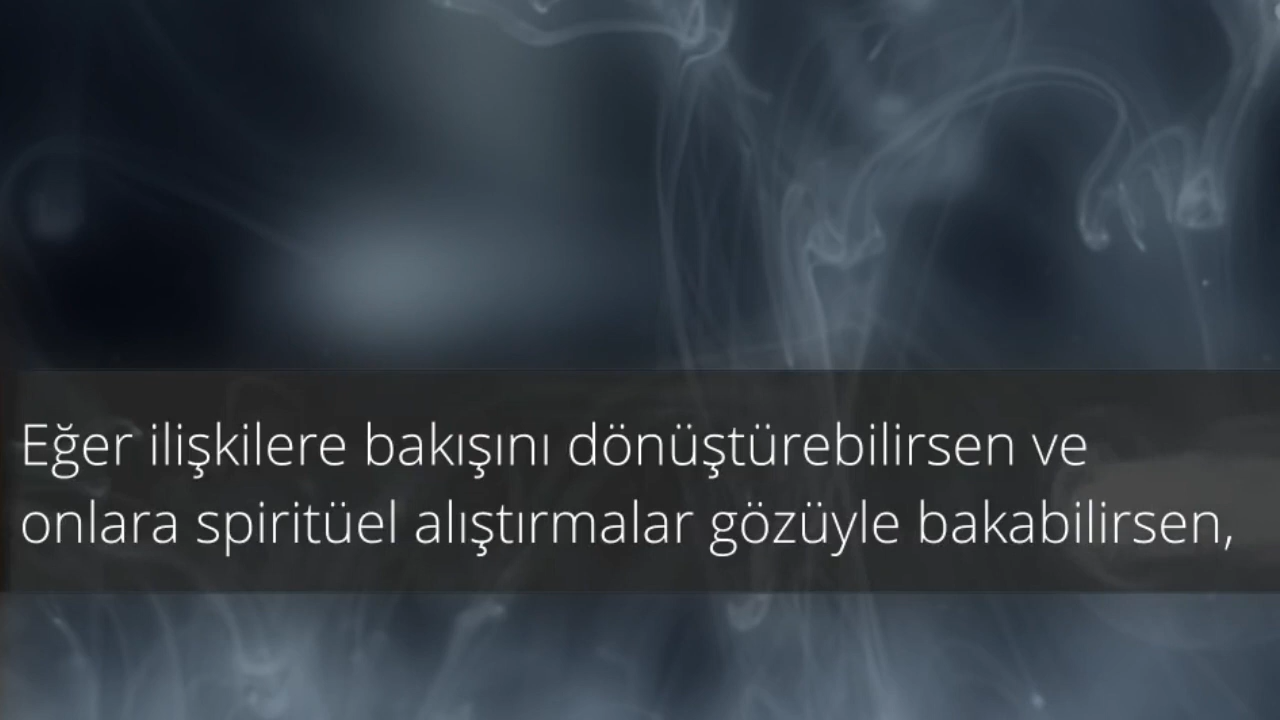 Eğer ilişkilere bakışını dönüştürebilirsen ve
onlara spiritüel alıştırmalar gözüyle bakabilirsen,